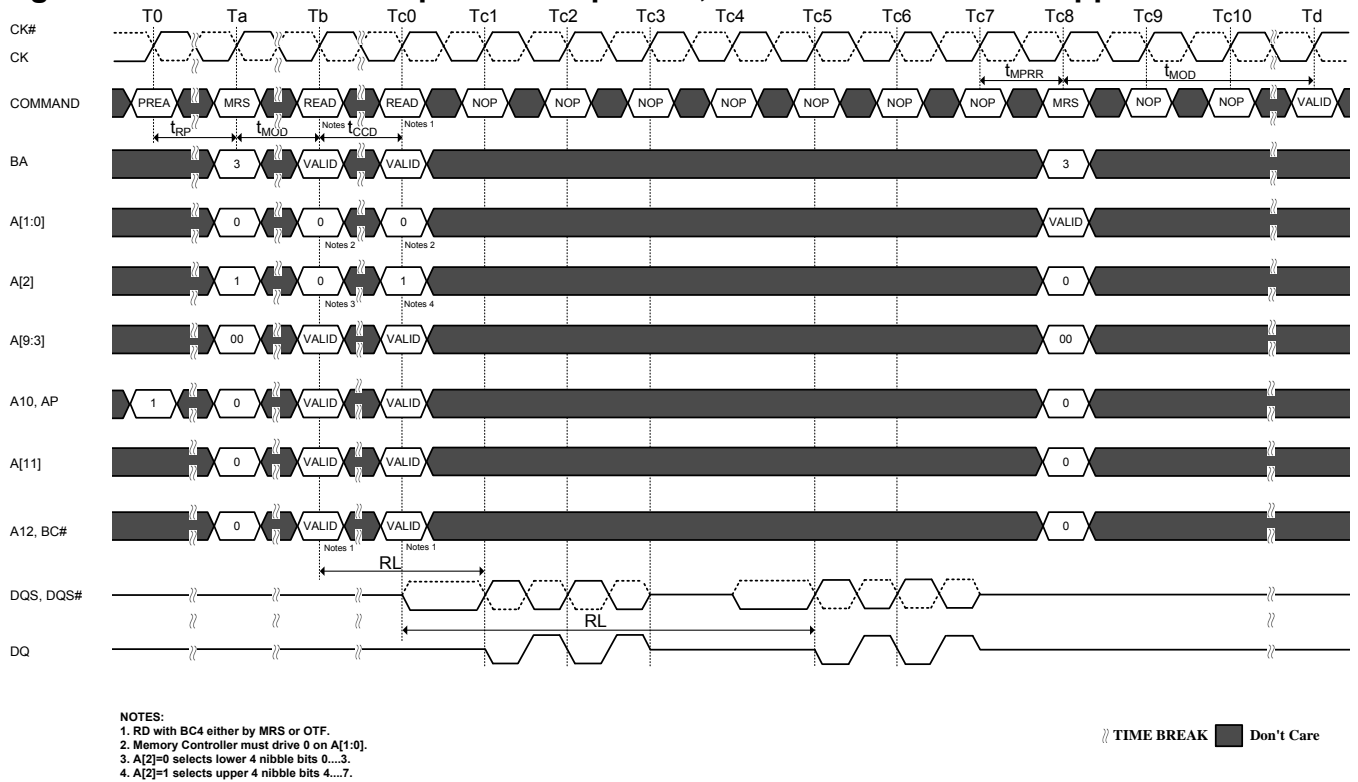 T0 Ta Tb Tc0 Tc1 Tc2 Tc3 Tc4 Tc5 Tc6 Tc7 Tc8 Tc9 Tc10 Td
CK#
CK
tMPRR tMOD
COMMAND PREA MRS READ READ NOP NOP NOP NOP NOP NOP NOP MRS NOP NOP VALID
Notes 1 Notes 1
tRP tMOD tCCD
BA 3 VALID VALID 3
A[1:0] 0 0 0 VALID
Notes 2 Notes 2
A[2] 1 0 1 0
Notes 3 Notes 4
A[9:3] 00 VALID VALID 00
A10, AP 1 0 VALID VALID 0
A[11] 0 VALID VALID 0
A12, BC# 0 VALID VALID 0
Notes 1 Notes 1
RL
DQS, DQS#
RL
DQ
NOTES:
1. RD with BC4 either by MRS or OTF.
2. Memory Controller must drive 0 on A[1:0].
3. A[2]=0 selects lower 4 nibble bits 0....3.
4. A[2]=1 selects upper 4 nibble bits 4....7.
TIME BREAK Don't Care